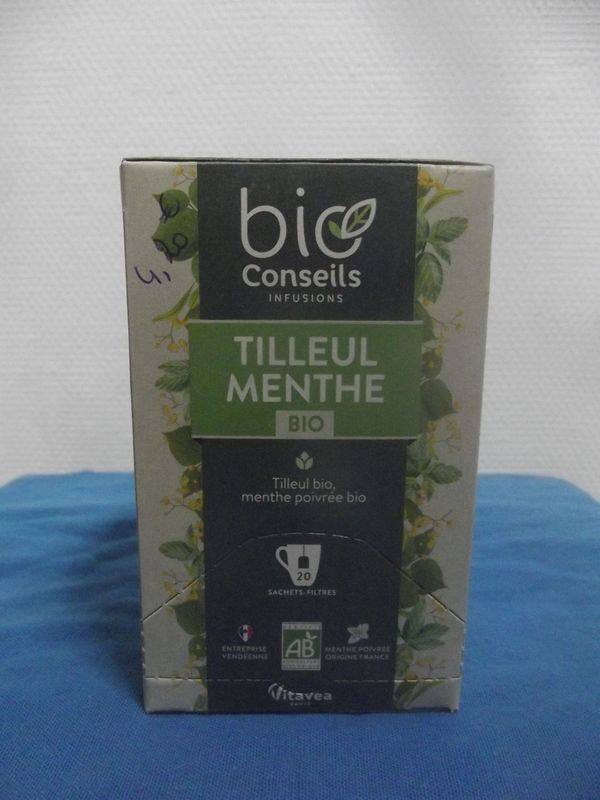 bio
Conseils
INFUSIONS
TILLEUL
MENTHE
BIO
Tilleul bio,
menthe poivrée bio
20
SACHETS-FILTRES
ENTREPRISE
VENDÉENNE
AB
MENTHE POIVRÉE
ORIGINE FRANCE
Vitavea
SANTÉ